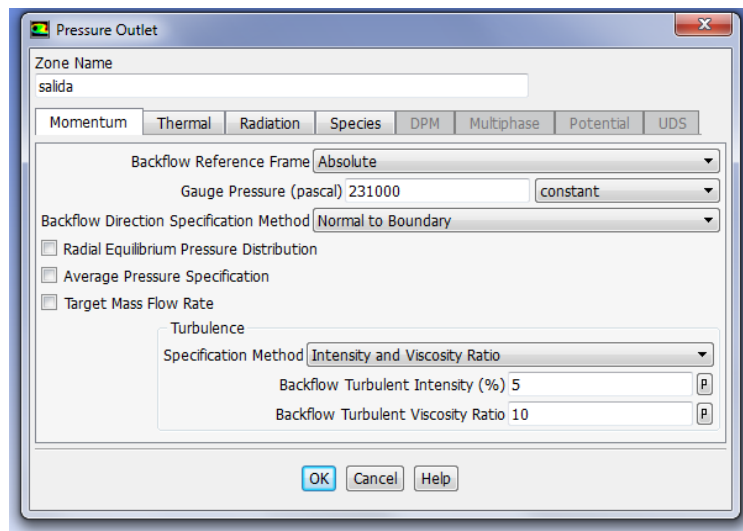 Pressure Outlet
Zone Name
salida
Momentum Thermal Radiation Species DPM Multiphase Potential UDS
Backflow Reference Frame Absolute
Gauge Pressure (pascal) 231000 constant
Backflow Direction Specification Method Normal to Boundary
Radial Equilibrium Pressure Distribution
Average Pressure Specification
Target Mass Flow Rate
Turbulence
Specification Method Intensity and Viscosity Ratio
Backflow Turbulent Intensity (%) 5 P
Backflow Turbulent Viscosity Ratio 10 P
OK Cancel Help